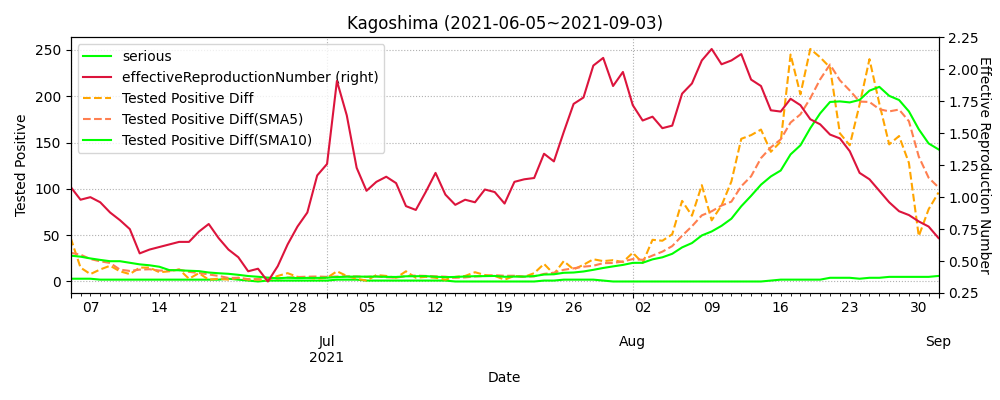 Kagoshima (2021-06-05~2021-09-03)
serious
effectiveReproductionNumber (right)
Tested Positive Diff
Tested Positive Diff(SMA5)
Tested Positive Diff(SMA10)
Tested Positive
250
200
150
100
50
0
2.25
2.00
1.75
1.50
1.25
1.00
0.75
0.50
0.25
Effective Reproduction Number
07 14 21 28 05 12 19 26 02 09 16 23 30
Jul Aug Sep
2021
Date